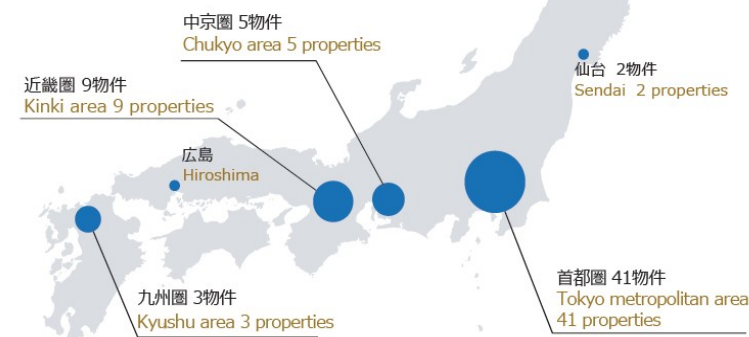 中京圏 5物件
Chukyo area 5 properties
仙台 2物件
Sendai 2 properties
近畿圏 9物件
Kinki area 9 properties
広島
Hiroshima
九州圏 3物件
Kyushu area 3 properties
首都圏 41物件
Tokyo metropolitan area
41 properties